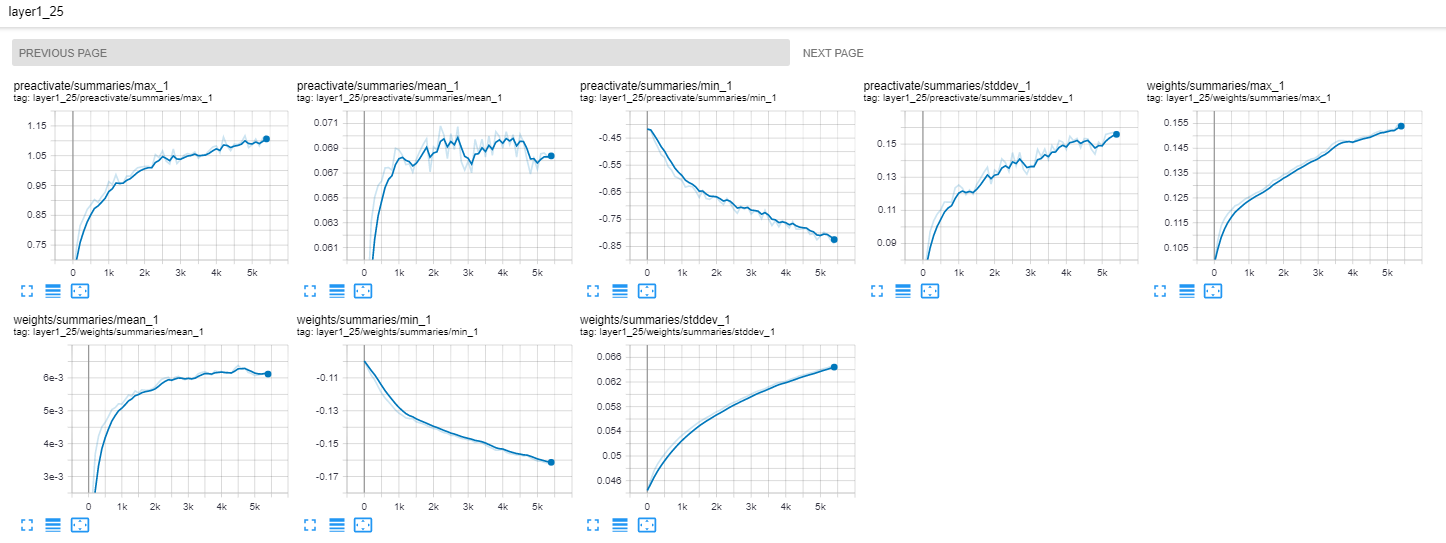 layer1_25
PREVIOUS PAGE
NEXT PAGE
preactivate/summaries/max_1
tag: layer1_25/preactivate/summaries/max_1
1.15
1.05
0.95
0.85
0.75
0 1k 2k 3k 4k 5k
preactivate/summaries/mean_1
tag: layer1_25/preactivate/summaries/mean_1
0.071
0.069
0.067
0.065
0.063
0.061
0 1k 2k 3k 4k 5k
preactivate/summaries/min_1
tag: layer1_25/preactivate/summaries/min_1
-0.45
-0.55
-0.65
-0.75
-0.85
0 1k 2k 3k 4k 5k
preactivate/summaries/stddev_1
tag: layer1_25/preactivate/summaries/stddev_1
0.15
0.13
0.11
0.09
0 1k 2k 3k 4k 5k
weights/summaries/max_1
tag: layer1_25/weights/summaries/max_1
0.155
0.145
0.135
0.125
0.115
0.105
0 1k 2k 3k 4k 5k
weights/summaries/mean_1
tag: layer1_25/weights/summaries/mean_1
6e-3
5e-3
4e-3
3e-3
0 1k 2k 3k 4k 5k
weights/summaries/min_1
tag: layer1_25/weights/summaries/min_1
-0.11
-0.13
-0.15
-0.17
0 1k 2k 3k 4k 5k
weights/summaries/stddev_1
tag: layer1_25/weights/summaries/stddev_1
0.066
0.062
0.058
0.054
0.05
0.046
0 1k 2k 3k 4k 5k